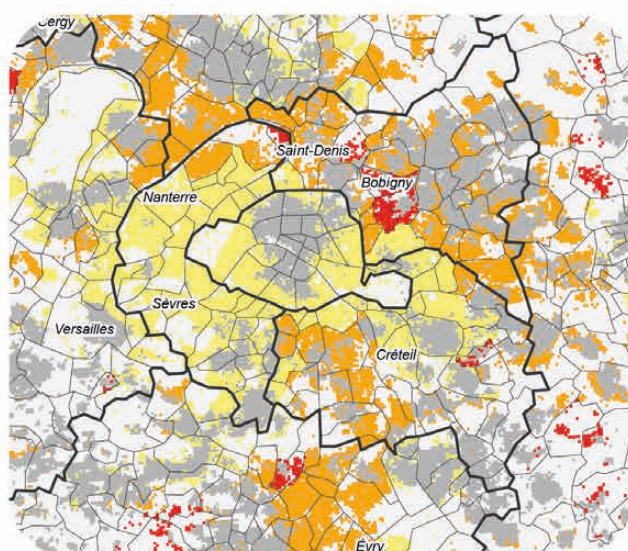 Cergy
Saint-Denis
Bobigny
Nanterre
Sèvres
Versailles
Créteil
Évry